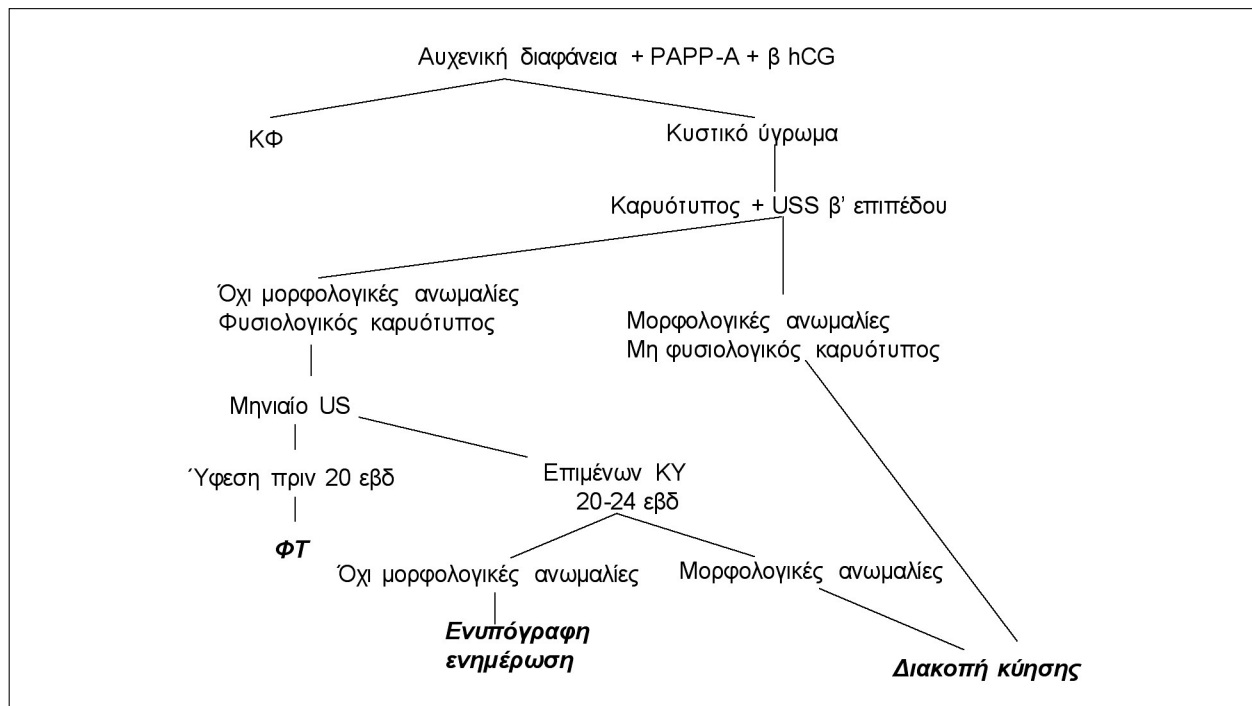 Αυχενική διαφάνεια + PAPP-A + β hCG
ΚΦ
Κυστικό ύγρωμα
Καρυότυπος + USS β’ επιπέδου
Όχι μορφολογικές ανωμαλίες
Φυσιολογικός καρυότυπος
Μορφολογικές ανωμαλίες
Μη φυσιολογικός καρυότυπος
Μηνιαίο US
Ύφεση πριν 20 εβδ
Επιμένων ΚΥ
20-24 εβδ
ΦΤ
Όχι μορφολογικές ανωμαλίες
Μορφολογικές ανωμαλίες
Ενυπόγραφη
ενημέρωση
Διακοπή κύησης